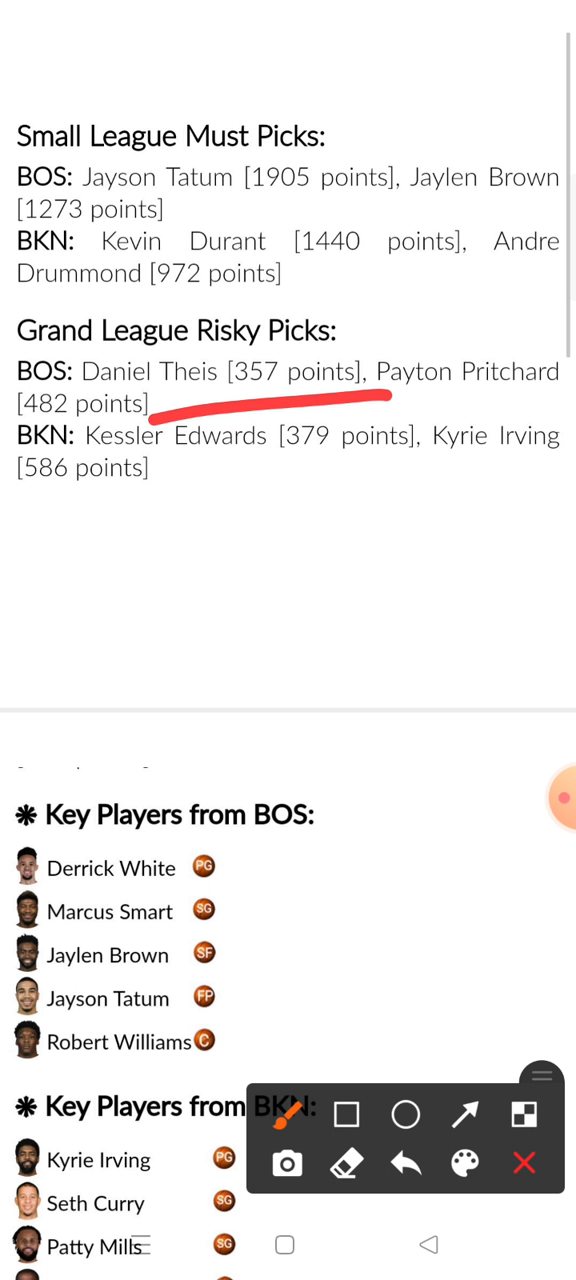 Small League Must Picks:
BOS: Jayson Tatum [1905 points], Jaylen Brown
[1273 points]
BKN: Kevin Durant [1440 points], Andre
Drummond [972 points]
Grand League Risky Picks:
BOS: Daniel Theis [357 points], Payton Pritchard
[482 points]
BKN: Kessler Edwards [379 points], Kyrie Irving
[586 points]
✱ Key Players from BOS:
Derrick White PG
Marcus Smart SG
Jaylen Brown SF
Jayson Tatum FP
Robert Williams C
✱ Key Players from BKN:
Kyrie Irving PG
Seth Curry SG
Patty Mills SG